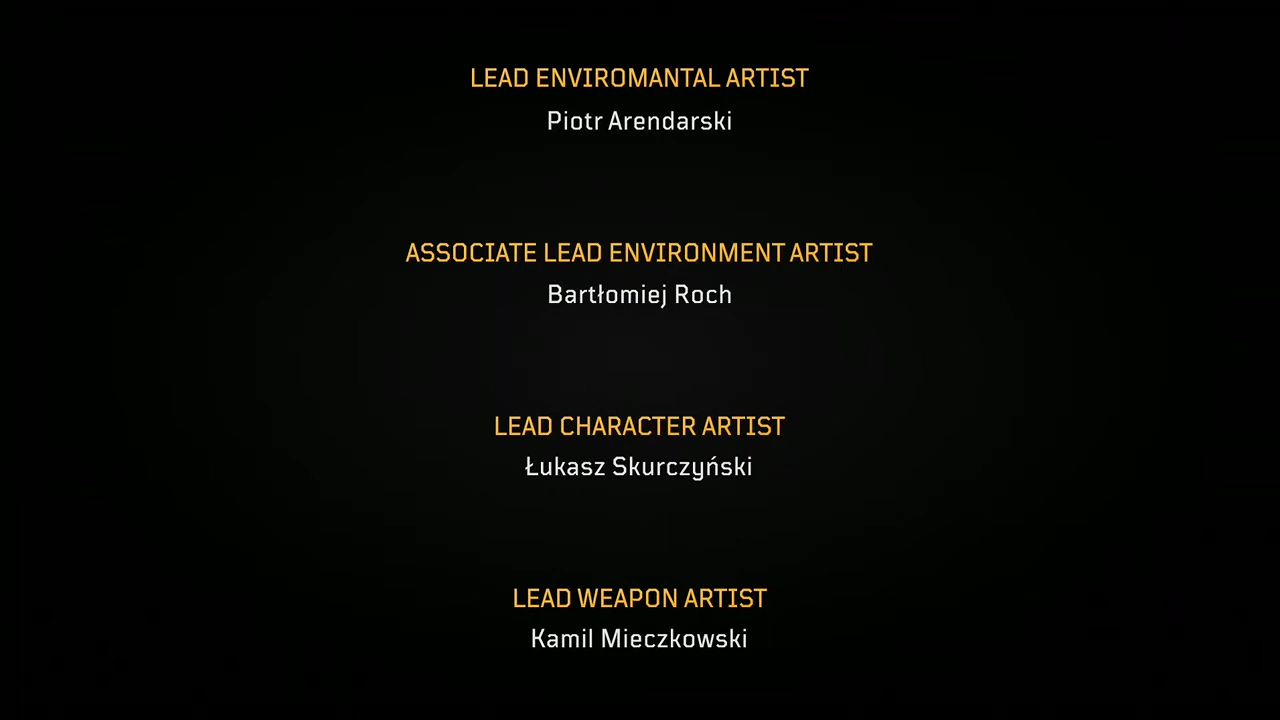 LEAD ENVIROMANTAL ARTIST
Piotr Arendarski
ASSOCIATE LEAD ENVIRONMENT ARTIST
Bartłomiej Roch
LEAD CHARACTER ARTIST
Łukasz Skurczyński
LEAD WEAPON ARTIST
Kamil Mieczkowski